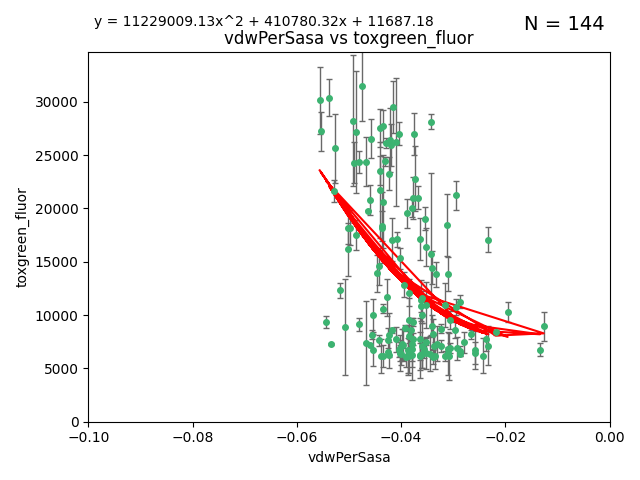 y = 11229009.13x^2 + 410780.32x + 11687.18
N = 144
vdwPerSasa vs toxgreen_fluor
30000
25000
20000
15000
10000
5000
0
toxgreen_fluor
−0.10 −0.08 −0.06 −0.04 −0.02 0.00
vdwPerSasa